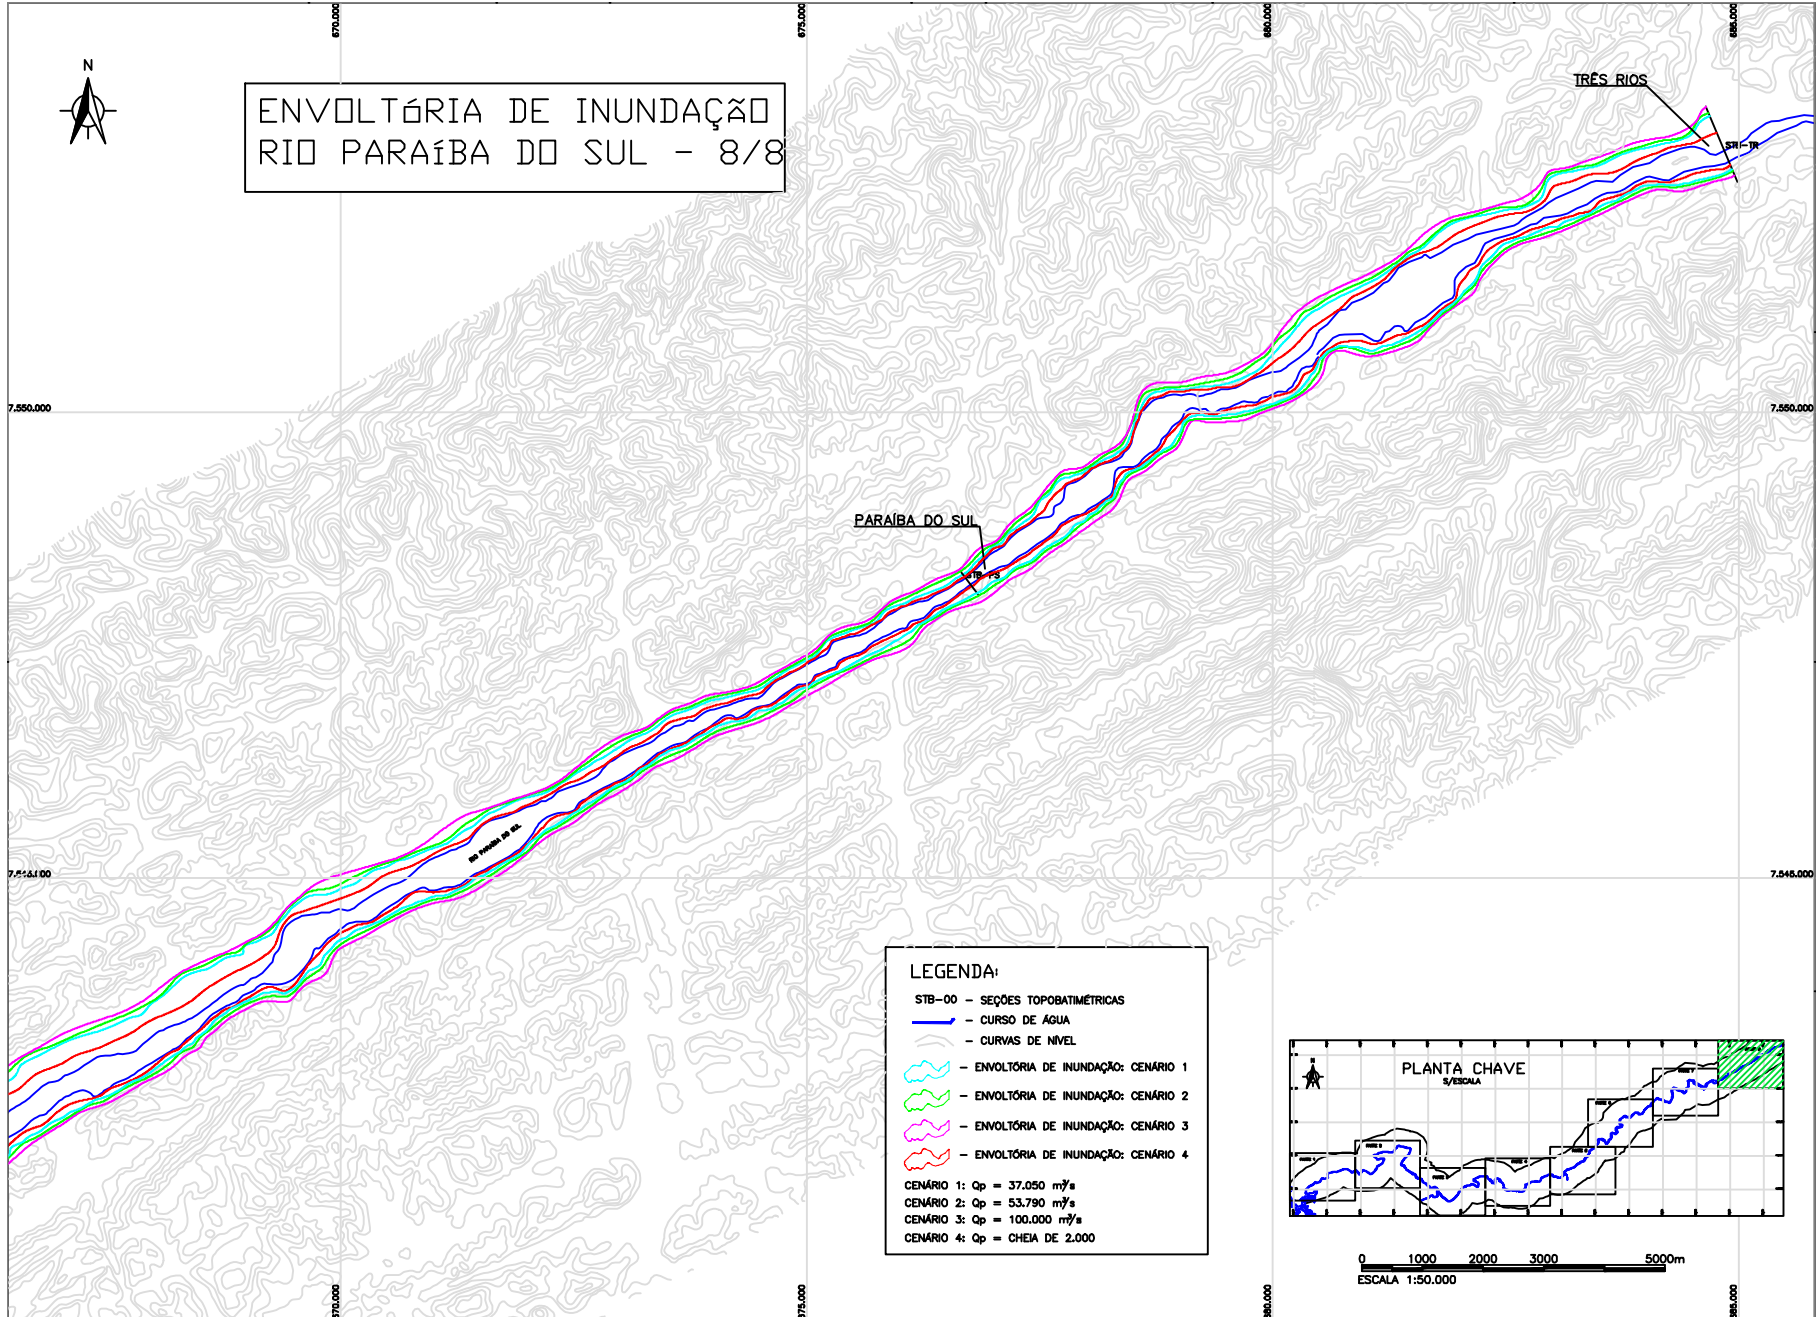 670.000
675.000
680.000
685.000
N
ENVOLTóRIA DE INUNDAÇÃO
RIO PARAíBA DO SUL - 8/8
TRÊS RIOS
7.550.000
7.550.000
PARAÍBA DO SUL
RIO PARAÍBA DO SUL
7.545.000
LEGENDA:
STB-00 - SEÇÕES TOPOBATIMÉTRICAS
- CURSO DE ÁGUA
- CURVAS DE NÍVEL
- ENVOLTÓRIA DE INUNDAÇÃO: CENÁRIO 1
- ENVOLTÓRIA DE INUNDAÇÃO: CENÁRIO 2
- ENVOLTÓRIA DE INUNDAÇÃO: CENÁRIO 3
- ENVOLTÓRIA DE INUNDAÇÃO: CENÁRIO 4
CENÁRIO 1: Qp = 37.050 m³/s
CENÁRIO 2: Qp = 53.790 m³/s
CENÁRIO 3: Qp = 100.000 m³/s
CENÁRIO 4: Qp = CHEIA DE 2.000
PLANTA CHAVE
S/ESCALA
0 1000 2000 3000 5000m
ESCALA 1:50.000
670.000
675.000
680.000
685.000